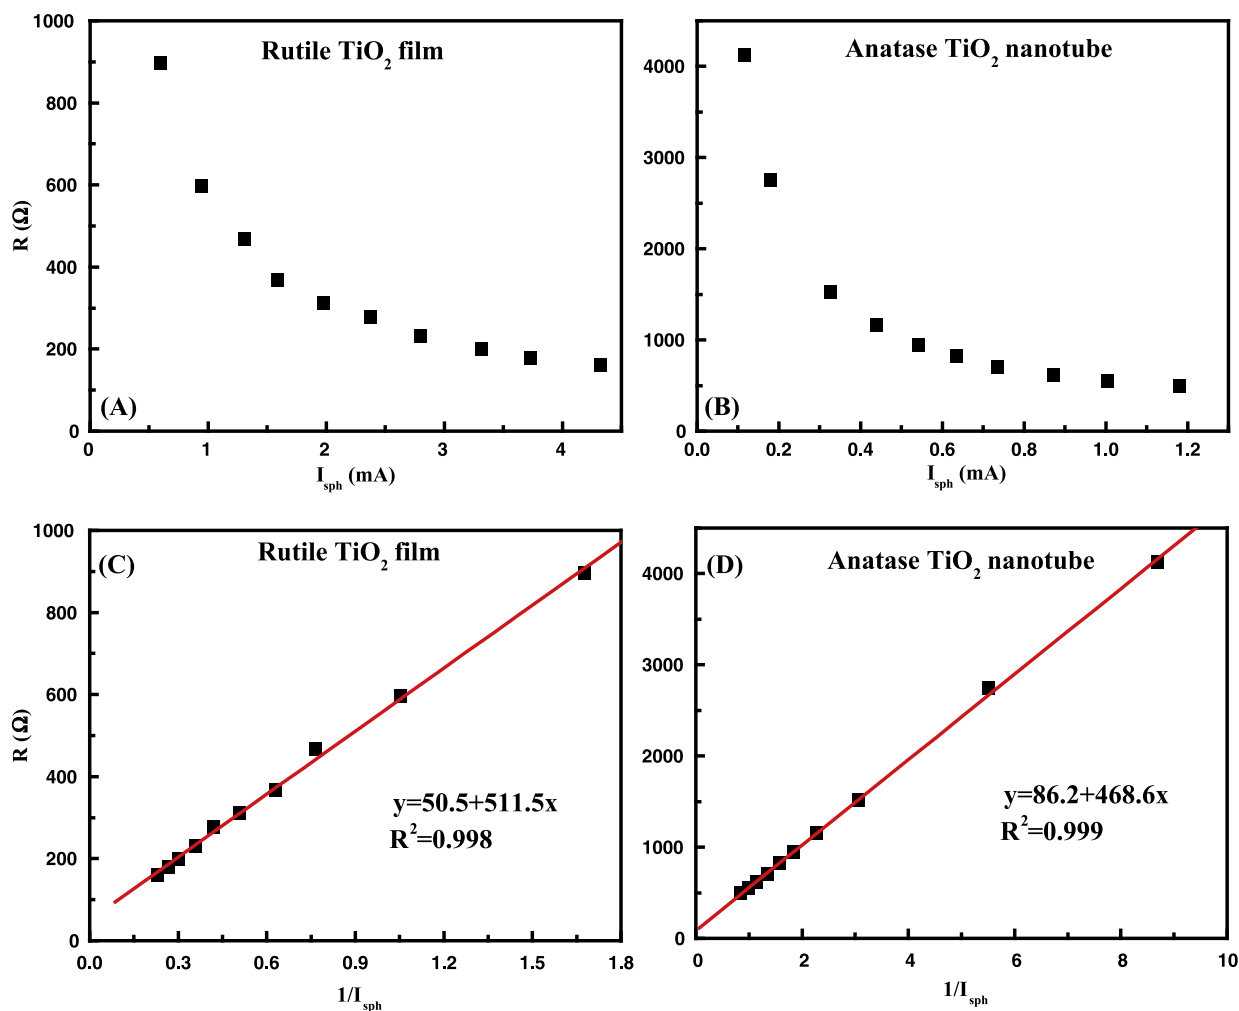 Rutile TiO2 film
1000
800
600
400
200
0
R (Ω)
(A)
0 1 2 3 4
Isph (mA)
Anatase TiO2 nanotube
4000
3000
2000
1000
0
(B)
0.0 0.2 0.4 0.6 0.8 1.0 1.2
Isph (mA)
(C)
Rutile TiO2 film
1000
800
600
400
200
0
R (Ω)
y=50.5+511.5x
R2=0.998
0.0 0.3 0.6 0.9 1.2 1.5 1.8
1/Isph
(D)
Anatase TiO2 nanotube
4000
3000
2000
1000
0
y=86.2+468.6x
R2=0.999
0 2 4 6 8 10
1/Isph